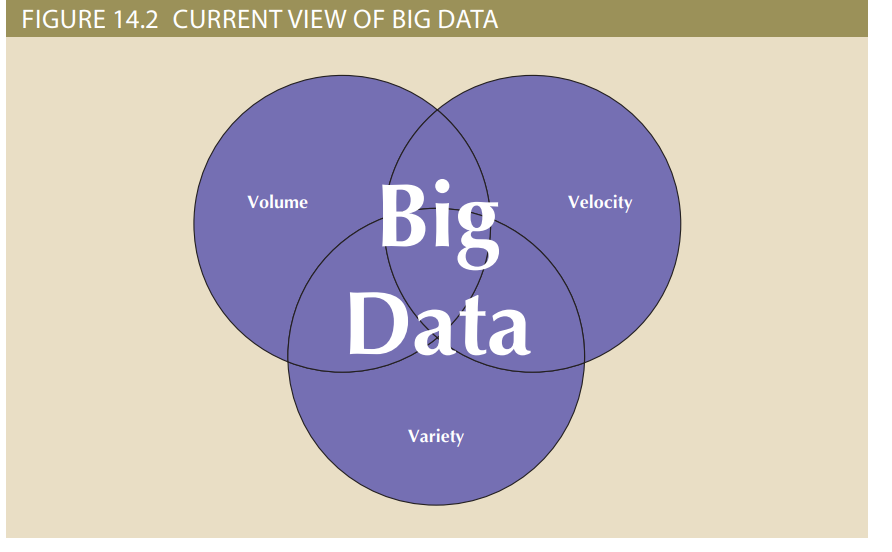 FIGURE 14.2 CURRENT VIEW OF BIG DATA
Volume
Velocity
Big
Data
Variety